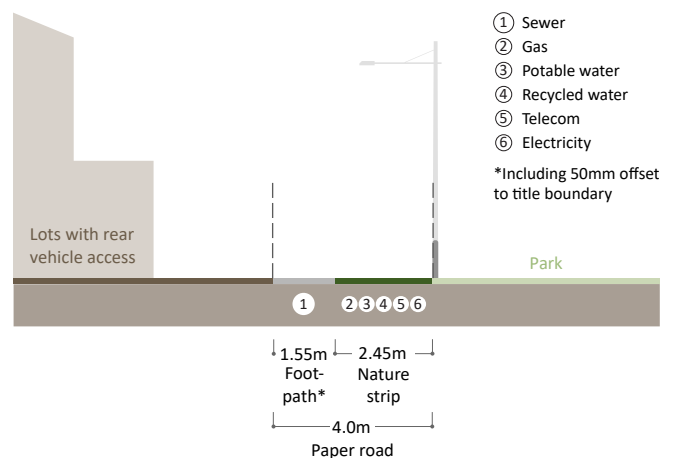 ① Sewer
② Gas
③ Potable water
④ Recycled water
⑤ Telecom
⑥ Electricity
*Including 50mm offset
to title boundary
Lots with rear
vehicle access
Park
1 2 3 4 5 6
1.55m 2.45m
Foot- Nature
path* strip
4.0m
Paper road